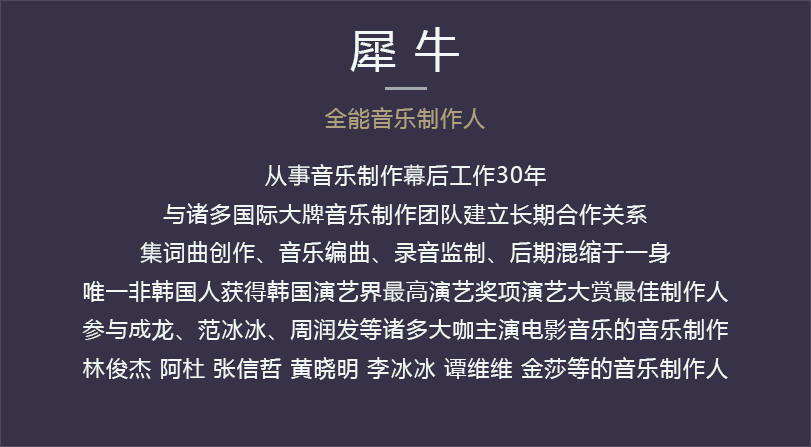 犀 牛
全能音乐制作人
从事音乐制作幕后工作30年
与诸多国际大牌音乐制作团队建立长期合作关系
集词曲创作、音乐编曲、录音监制、后期混缩于一身
唯一非韩国人获得韩国演艺界最高演艺奖项演艺大赏最佳制作人
参与成龙、范冰冰、周润发等诸多大咖主演电影音乐的音乐制作
林俊杰 阿杜 张信哲 黄晓明 李冰冰 谭维维 金莎等的音乐制作人